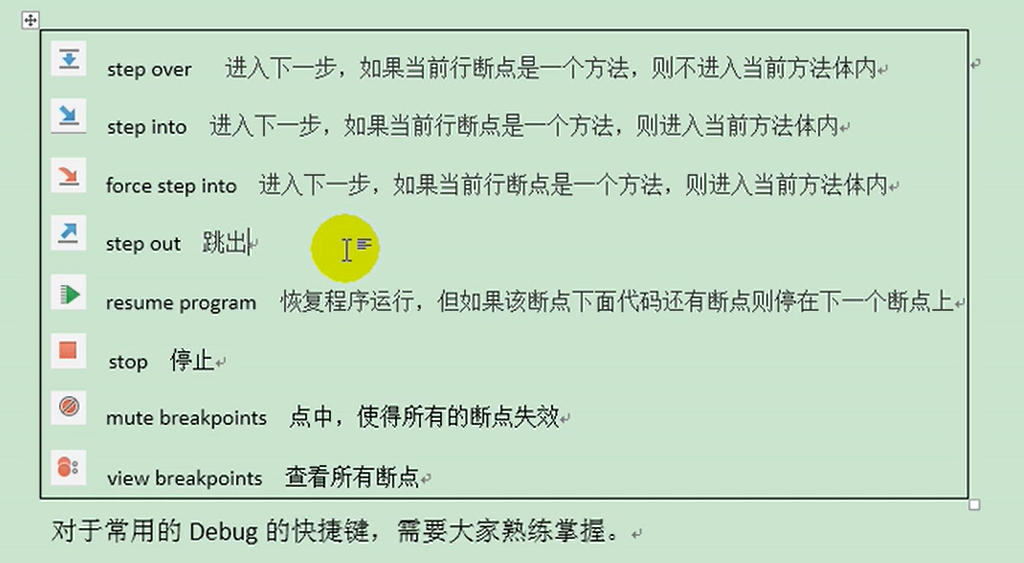 step over 进入下一步，如果当前行断点是一个方法，则不进入当前方法体内
step into 进入下一步，如果当前行断点是一个方法，则进入当前方法体内
force step into 进入下一步，如果当前行断点是一个方法，则进入当前方法体内
step out 跳出
resume program 恢复程序运行，但如果该断点下面代码还有断点则停在下一个断点上
stop 停止
mute breakpoints 点中，使得所有的断点失效
view breakpoints 查看所有断点
对于常用的 Debug 的快捷键，需要大家熟练掌握。